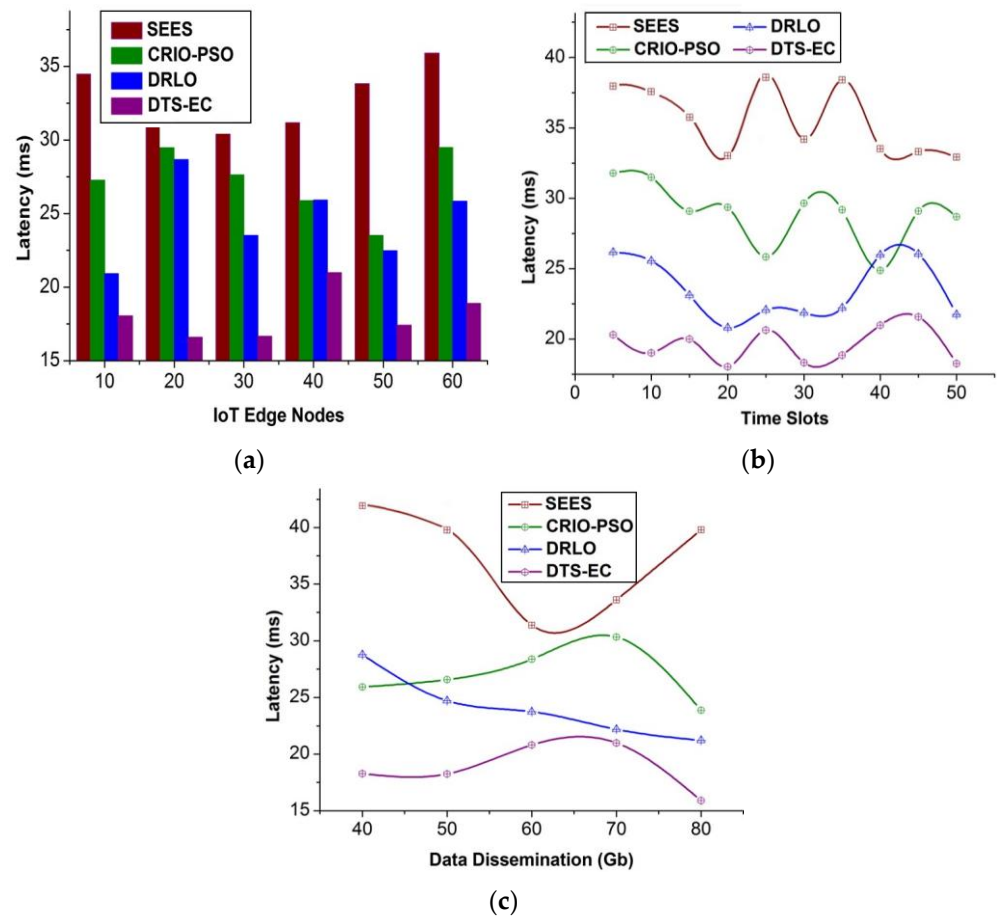 SEES
CRIO-PSO
DRLO
DTS-EC
35
30
25
20
15
Latency (ms)
10 20 30 40 50 60
IoT Edge Nodes
(a)
SEES DRLO
CRIO-PSO DTS-EC
40
35
30
25
20
Latency (ms)
0 10 20 30 40 50
Time Slots
(b)
SEES
CRIO-PSO
DRLO
DTS-EC
40
35
30
25
20
15
Latency (ms)
40 50 60 70 80
Data Dissemination (Gb)
(c)